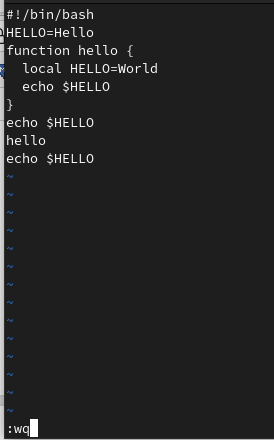 #!/bin/bash
HELLO=Hello
function hello {
  local HELLO=World
  echo $HELLO
}
echo $HELLO
hello
echo $HELLO
~
~
~
~
~
~
~
~
~
~
~
~
~
~
:wq